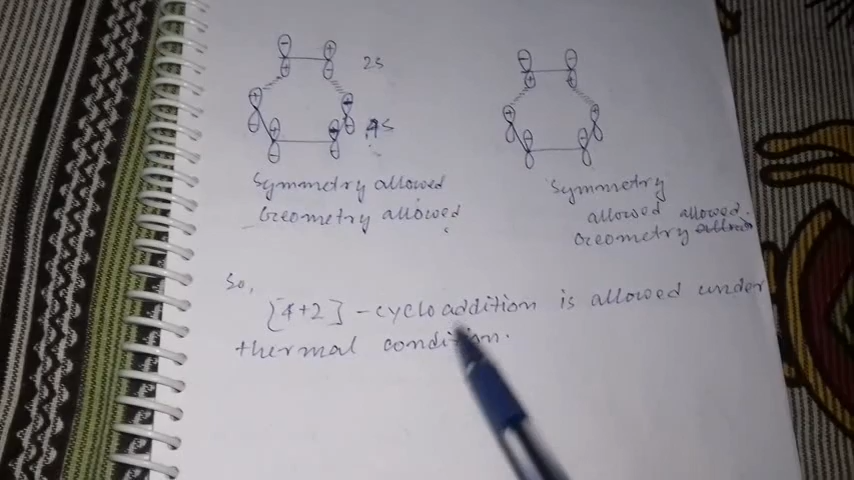 2s
4s
Symmetry allowed
Geometry allowed
Symmetry
allowed allowed.
Geometry
So,
[4+2] - cycloaddition is allowed under
thermal condition.